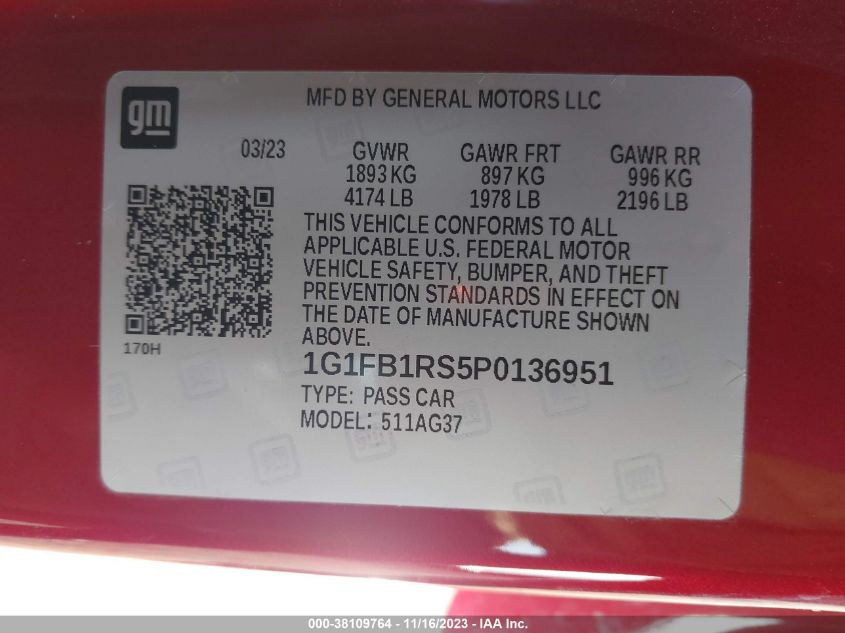 gm
MFD BY GENERAL MOTORS LLC
03/23
GVWR GAWR FRT GAWR RR
1893 KG 897 KG 996 KG
4174 LB 1978 LB 2196 LB
THIS VEHICLE CONFORMS TO ALL
APPLICABLE U.S. FEDERAL MOTOR
VEHICLE SAFETY, BUMPER, AND THEFT
PREVENTION STANDARDS IN EFFECT ON
THE DATE OF MANUFACTURE SHOWN
ABOVE.
170H
1G1FB1RS5P0136951
TYPE: PASS CAR
MODEL: 511AG37
000-38109764 - 11/16/2023 - IAA Inc.